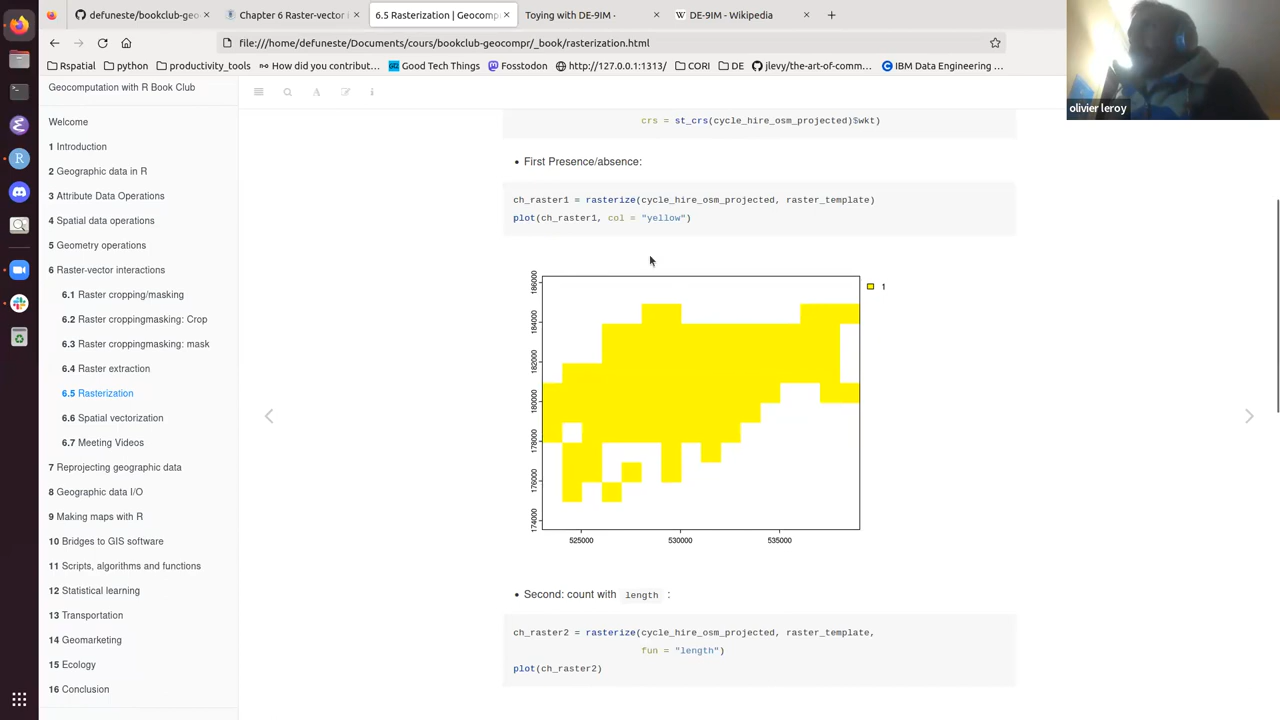 defuneste/bookclub-geo
Chapter 6 Raster-vector i
6.5 Rasterization | Geocomp
Toying with DE-9IM ·
DE-9IM - Wikipedia
file:///home/defuneste/Documents/cours/bookclub-geocompr/_book/rasterization.html
Rspatial
python
productivity_tools
How did you contribut...
Good Tech Things
Fosstodon
http://127.0.0.1:1313/
CORI
DE
jlevy/the-art-of-comm...
IBM Data Engineering ...
olivier leroy
Geocomputation with R Book Club
Welcome
1 Introduction
2 Geographic data in R
3 Attribute Data Operations
4 Spatial data operations
5 Geometry operations
6 Raster-vector interactions
6.1 Raster cropping/masking
6.2 Raster croppingmasking: Crop
6.3 Raster croppingmasking: mask
6.4 Raster extraction
6.5 Rasterization
6.6 Spatial vectorization
6.7 Meeting Videos
7 Reprojecting geographic data
8 Geographic data I/O
9 Making maps with R
10 Bridges to GIS software
11 Scripts, algorithms and functions
12 Statistical learning
13 Transportation
14 Geomarketing
15 Ecology
16 Conclusion
crs = st_crs(cycle_hire_osm_projected)$wkt)
• First Presence/absence:
ch_raster1 = rasterize(cycle_hire_osm_projected, raster_template)
plot(ch_raster1, col = "yellow")
186000
184000
182000
180000
178000
176000
174000
525000
530000
535000
1
• Second: count with length :
ch_raster2 = rasterize(cycle_hire_osm_projected, raster_template,
fun = "length")
plot(ch_raster2)